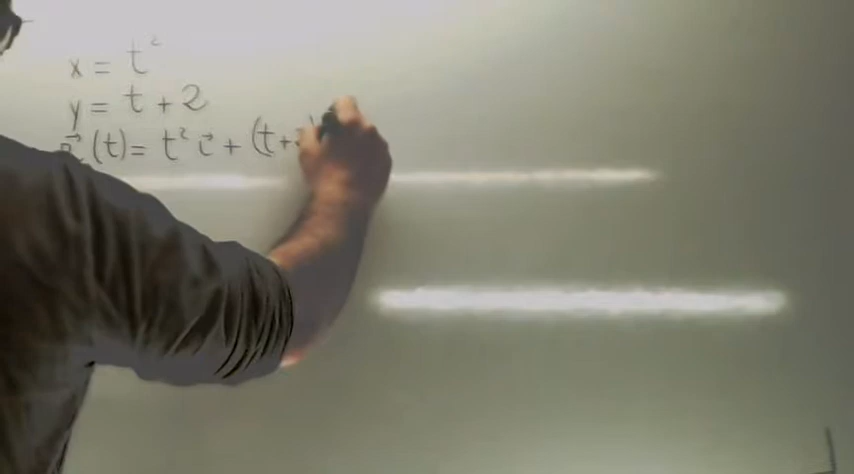 x = t²
y = t + 2
(t) = t² i⃗ + (t+